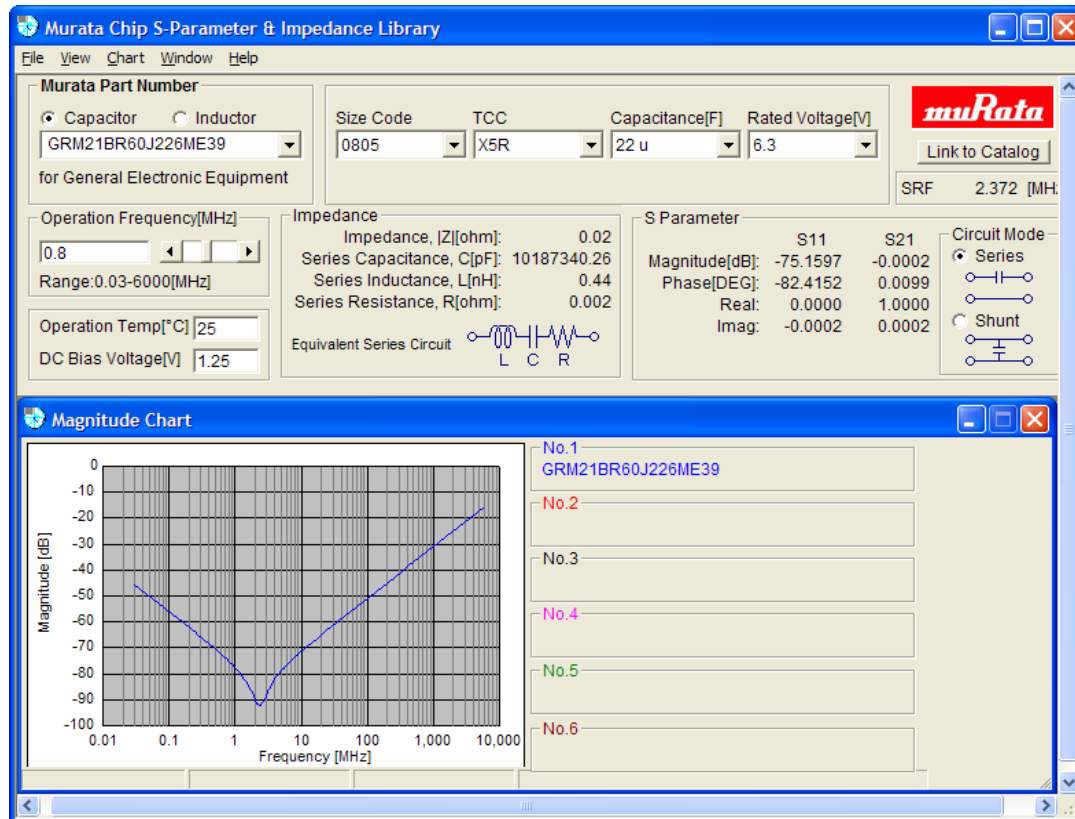 Murata Chip S-Parameter & Impedance Library
File View Chart Window Help
Murata Part Number
Capacitor Inductor
GRM21BR60J226ME39
for General Electronic Equipment
Size Code TCC Capacitance[F] Rated Voltage[V]
0805 X5R 22 u 6.3
muRata
Link to Catalog
SRF 2.372 [MHz
Operation Frequency[MHz]
0.8
Range:0.03-6000[MHz]
Operation Temp[°C] 25
DC Bias Voltage[V] 1.25
Impedance
Impedance, |Z|[ohm]: 0.02
Series Capacitance, C[pF]: 10187340.26
Series Inductance, L[nH]: 0.44
Series Resistance, R[ohm]: 0.002
Equivalent Series Circuit
L C R
S Parameter
S11 S21
Magnitude[dB]: -75.1597 -0.0002
Phase[DEG]: -82.4152 0.0099
Real: 0.0000 1.0000
Imag: -0.0002 0.0002
Circuit Mode
Series
Shunt
Magnitude Chart
Magnitude [dB]
0
-10
-20
-30
-40
-50
-60
-70
-80
-90
-100
0.01 0.1 1 10 100 1,000 10,000
Frequency [MHz]
No.1
GRM21BR60J226ME39
No.2
No.3
No.4
No.5
No.6